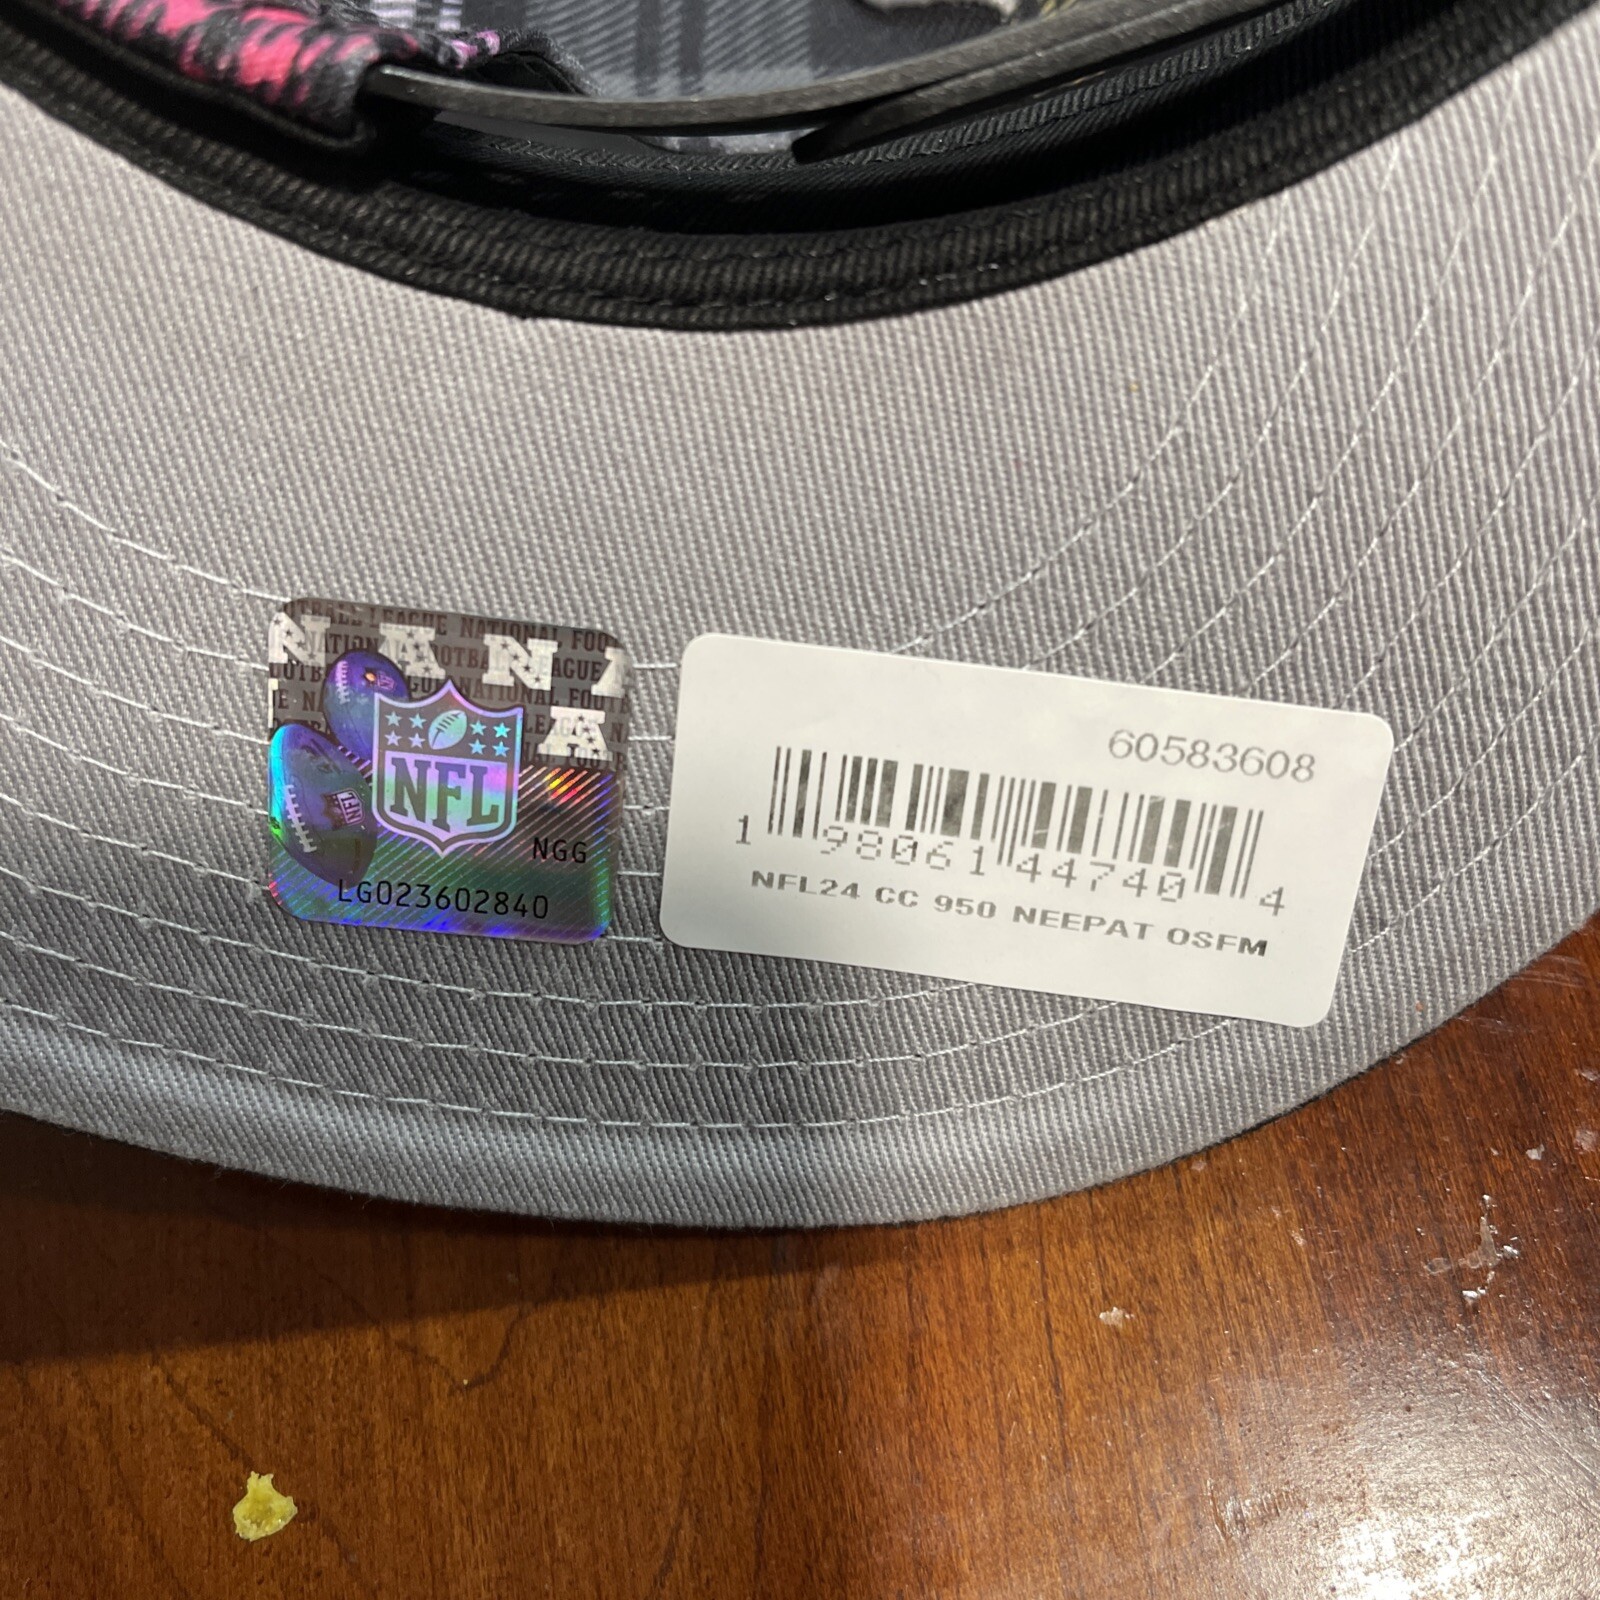 NFL
NGG
LG023602840
60583608
1 98061 44740 4
NFL24 CC 950 NEEPAT OSFM